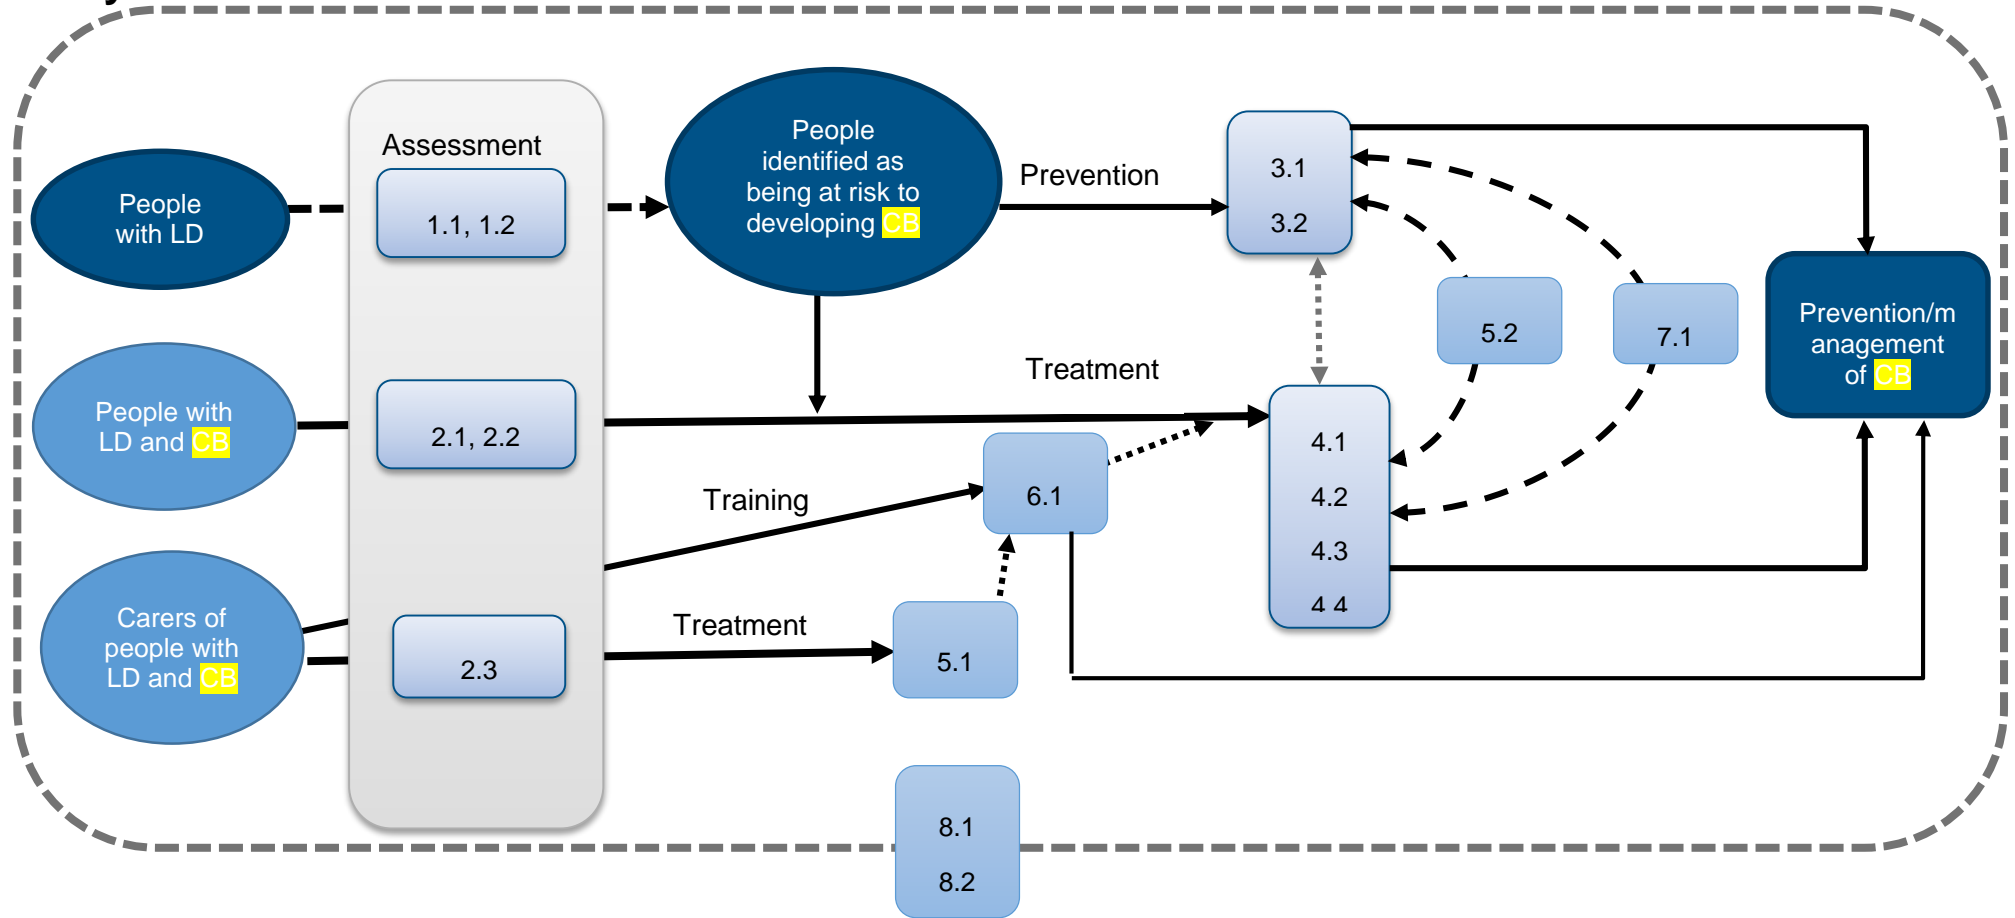 Assessment
People
with LD
1.1, 1.2
People
identified as
being at risk to
developing CB
Prevention
3.1
3.2
5.2
7.1
Prevention/m
anagement
of CB
People with
LD and CB
2.1, 2.2
Treatment
4.1
4.2
4.3
4.4
Training
6.1
Carers of
people with
LD and CB
2.3
Treatment
5.1
8.1
8.2